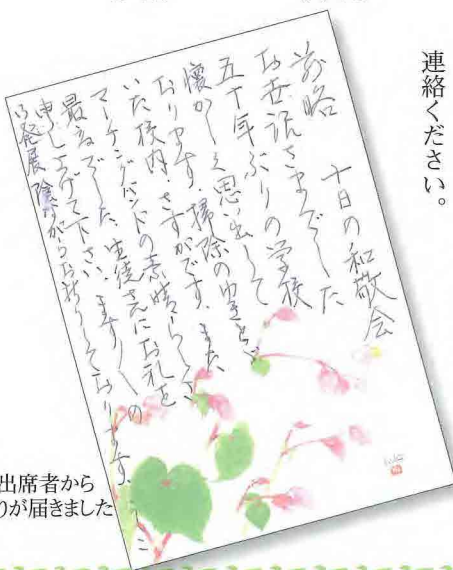 連絡ください。
前略 十日の和敬会
お世話さまでした
五十年ぶりの学校
懐かしく思い出して
おります。掃除のゆきとど
いた校内、さすがです。また
マーチングバンドの素晴らしさ
最高でした。生徒さんにお礼を
申し上げて下さい。ますますの
ご発展陰ながらお祈りしております。
出席者から
りが届きました